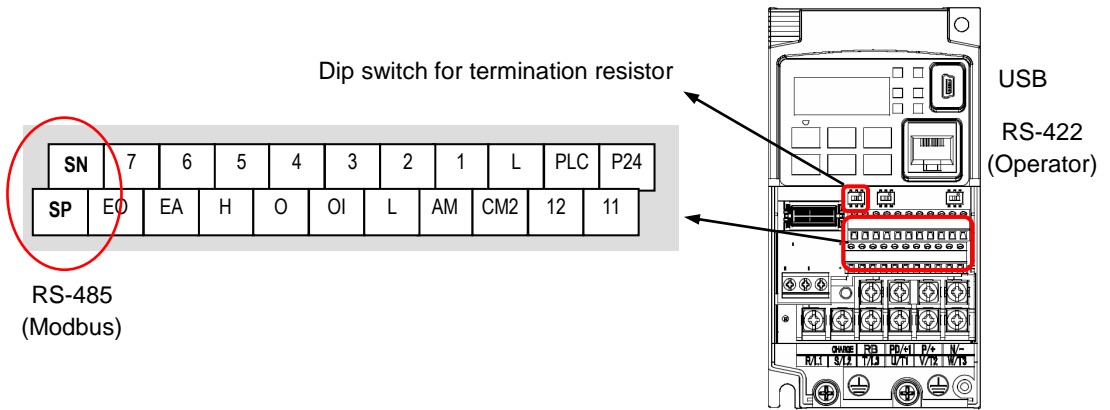 Dip switch for termination resistor
USB
RS-422
(Operator)
SN 7 6 5 4 3 2 1 L PLC P24
SP EO EA H O OI L AM CM2 12 11
RS-485
(Modbus)
CHARGE RB PD/+1 P/+ N/-
R/L1 S/L2 T/L3 U/T1 V/T2 W/T3